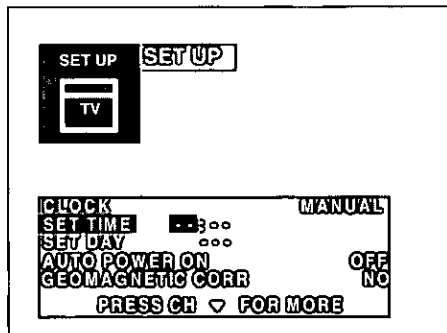 SET UP
SET UP
TV
CLOCK MANUAL
SET TIME --:--
SET DAY ---
AUTO POWER ON OFF
GEOMAGNETIC CORR NO
PRESS CH ▽ FOR MORE